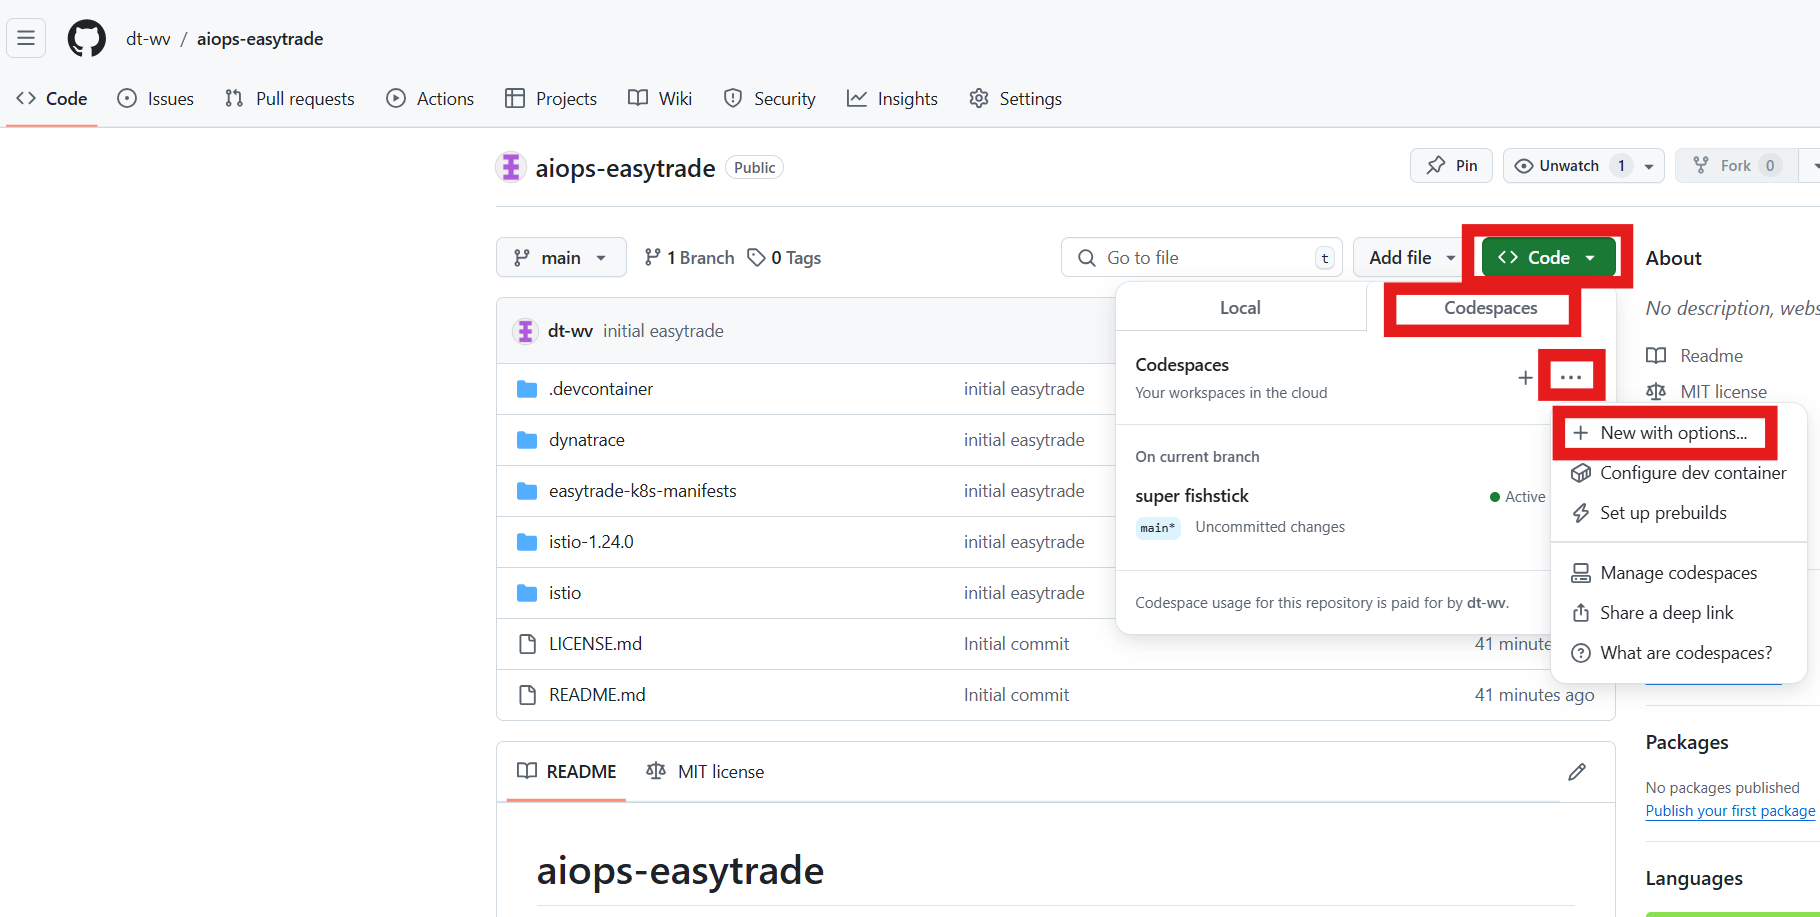 dt-wv / aiops-easytrade
Code Issues Pull requests Actions Projects Wiki Security Insights Settings
aiops-easytrade Public
Pin Unwatch 1 Fork 0
main 1 Branch 0 Tags Go to file t Add file Code About
Local Codespaces
No description, webs
dt-wv initial easytrade
Readme
Codespaces
Your workspaces in the cloud
MIT license
.devcontainer initial easytrade
New with options...
dynatrace initial easytrade
On current branch
Configure dev container
easytrade-k8s-manifests initial easytrade
super fishstick Active
Set up prebuilds
main* Uncommitted changes
istio-1.24.0 initial easytrade
Manage codespaces
istio initial easytrade
Codespace usage for this repository is paid for by dt-wv.
Share a deep link
LICENSE.md Initial commit 41 minute
What are codespaces?
README.md Initial commit 41 minutes ago
Packages
README MIT license
No packages published
Publish your first package
aiops-easytrade
Languages